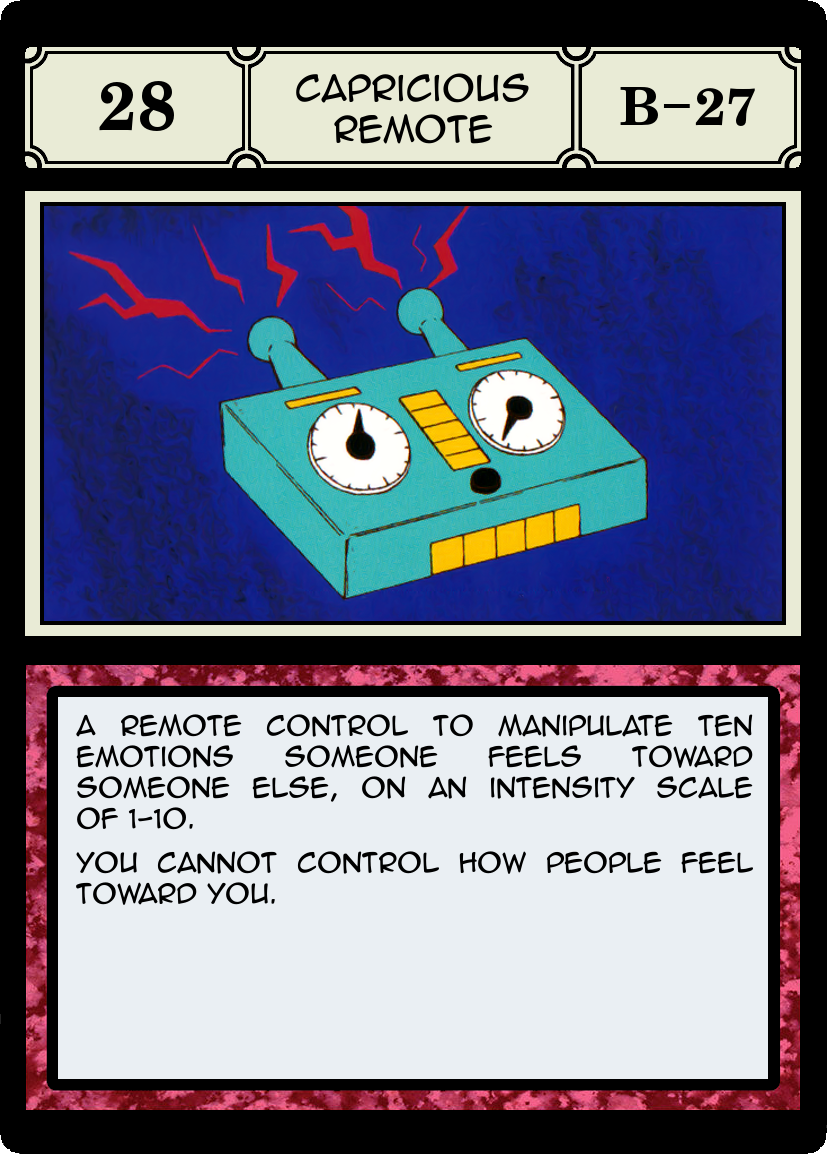 28
CAPRICIOUS
REMOTE
B-27
A REMOTE CONTROL TO MANIPULATE TEN
EMOTIONS SOMEONE FEELS TOWARD
SOMEONE ELSE, ON AN INTENSITY SCALE
OF 1-10.
YOU CANNOT CONTROL HOW PEOPLE FEEL
TOWARD YOU.